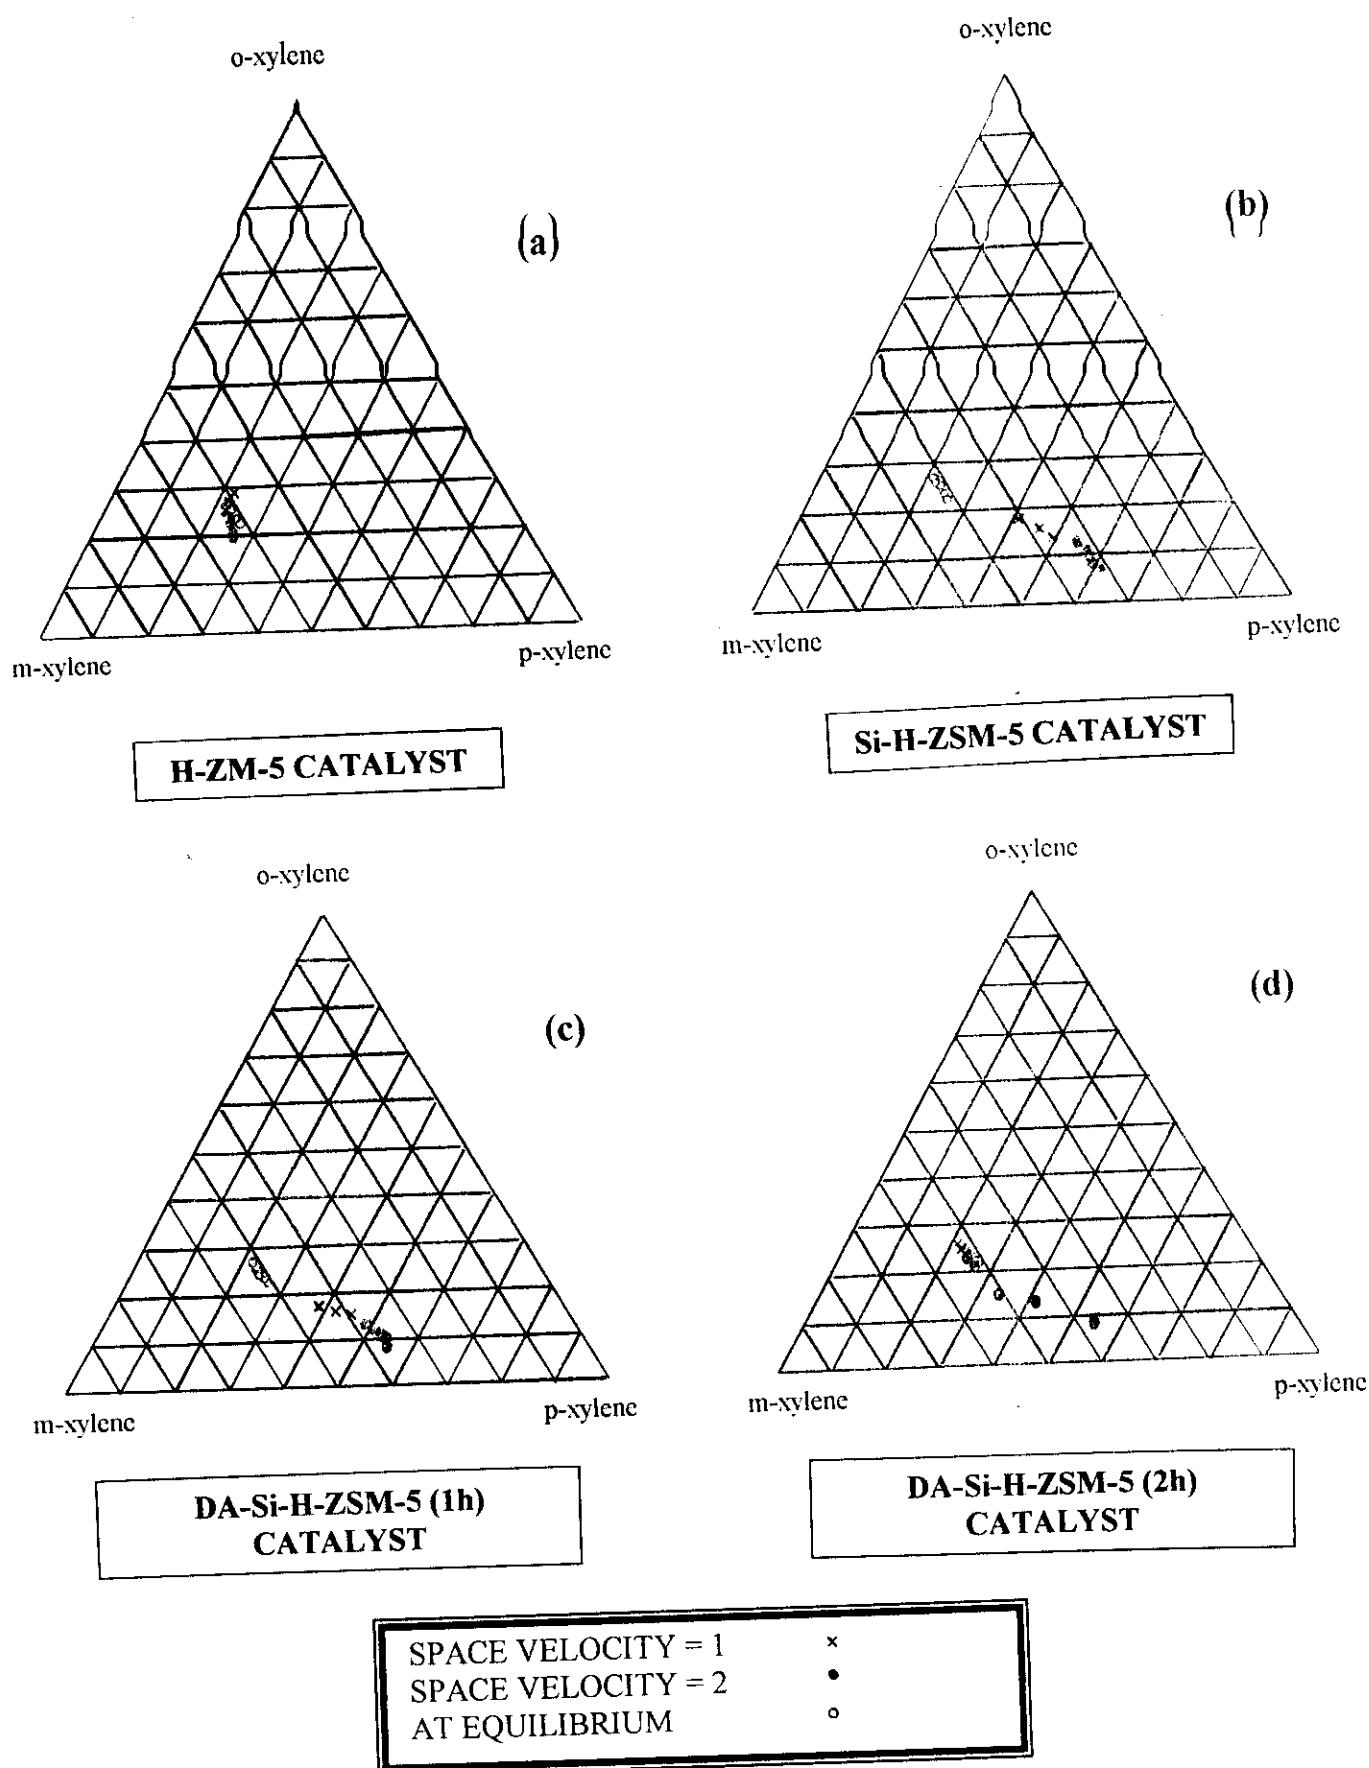 o-xylene
o-xylene
(a)
(b)
m-xylene
p-xylene
m-xylene
p-xylene
H-ZM-5 CATALYST
Si-H-ZSM-5 CATALYST
o-xylene
o-xylene
(c)
(d)
m-xylene
p-xylene
m-xylene
p-xylene
DA-Si-H-ZSM-5 (1h)
CATALYST
DA-Si-H-ZSM-5 (2h)
CATALYST
SPACE VELOCITY = 1 ×
SPACE VELOCITY = 2 ●
AT EQUILIBRIUM ○